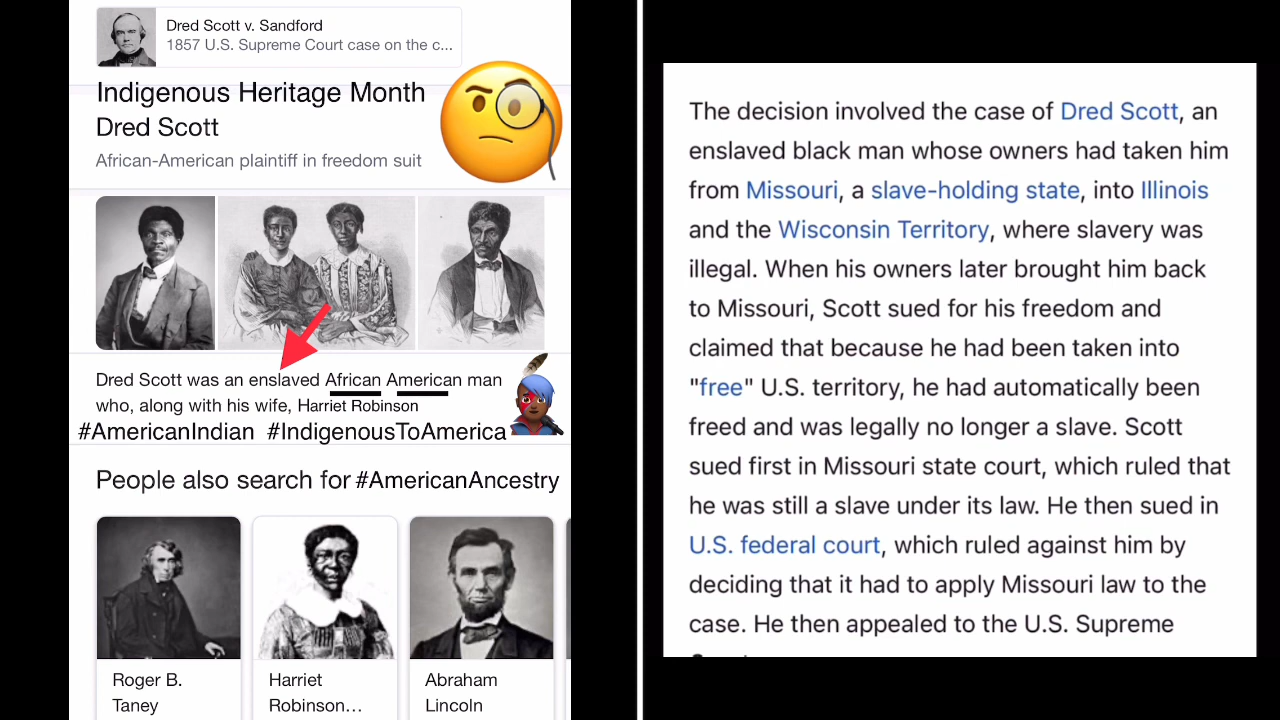 Dred Scott v. Sandford
1857 U.S. Supreme Court case on the c...
Indigenous Heritage Month
Dred Scott
African-American plaintiff in freedom suit
Dred Scott was an enslaved African American man
who, along with his wife, Harriet Robinson
#AmericanIndian #IndigenousToAmerica
People also search for #AmericanAncestry
Roger B.
Taney
Harriet
Robinson...
Abraham
Lincoln
The decision involved the case of Dred Scott, an
enslaved black man whose owners had taken him
from Missouri, a slave-holding state, into Illinois
and the Wisconsin Territory, where slavery was
illegal. When his owners later brought him back
to Missouri, Scott sued for his freedom and
claimed that because he had been taken into
"free" U.S. territory, he had automatically been
freed and was legally no longer a slave. Scott
sued first in Missouri state court, which ruled that
he was still a slave under its law. He then sued in
U.S. federal court, which ruled against him by
deciding that it had to apply Missouri law to the
case. He then appealed to the U.S. Supreme